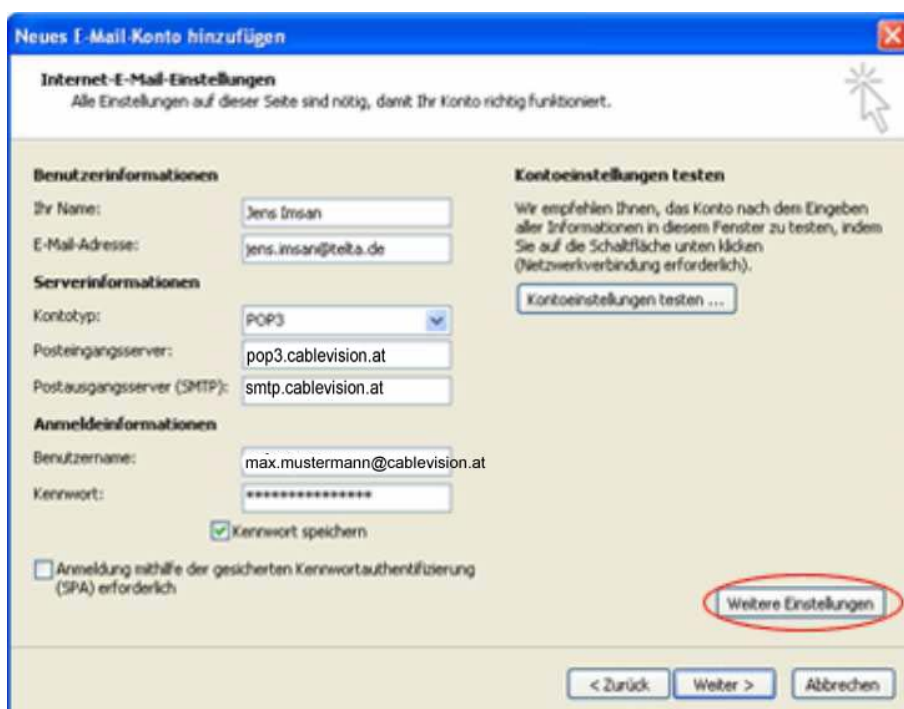 Neues E-Mail-Konto hinzufügen
Internet-E-Mail-Einstellungen
Alle Einstellungen auf dieser Seite sind nötig, damit Ihr Konto richtig funktioniert.
Benutzerinformationen
Ihr Name: Jens Imsan
E-Mail-Adresse: jens.imsan@telta.de
Serverinformationen
Kontotyp: POP3
Posteingangsserver: pop3.cablevision.at
Postausgangsserver (SMTP): smtp.cablevision.at
Anmeldeinformationen
Benutzername: max.mustermann@cablevision.at
Kennwort: ***************
Kennwort speichern
Anmeldung mithilfe der gesicherten Kennwortauthentifizierung
(SPA) erforderlich
Kontoeinstellungen testen
Wir empfehlen Ihnen, das Konto nach dem Eingeben
aller Informationen in diesem Fenster zu testen, indem
Sie auf die Schaltfläche unten klicken
(Netzwerkverbindung erforderlich).
Kontoeinstellungen testen ...
Weitere Einstellungen
< Zurück
Weiter >
Abbrechen